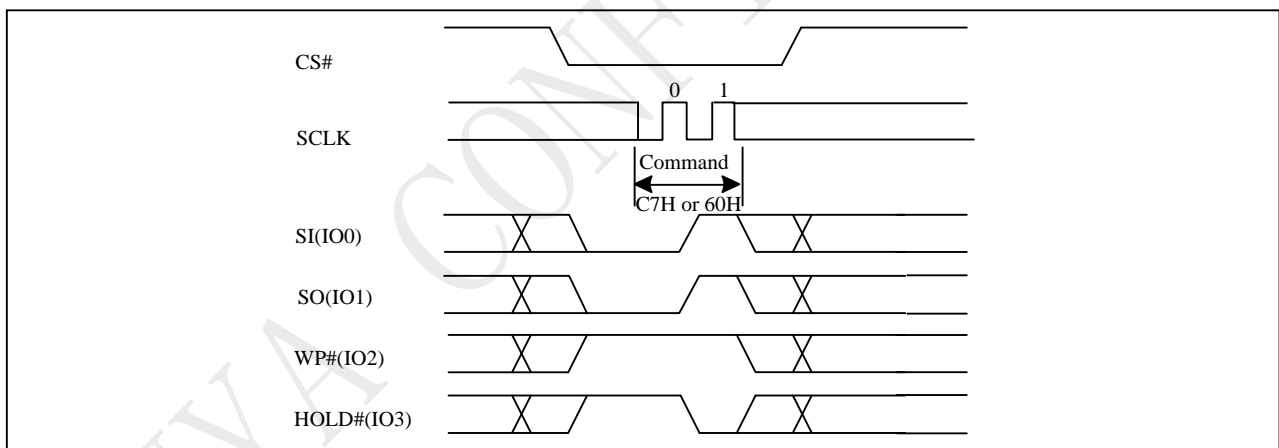 CS#
0 1
SCLK
Command
C7H or 60H
SI(IO0)
SO(IO1)
WP#(IO2)
HOLD#(IO3)